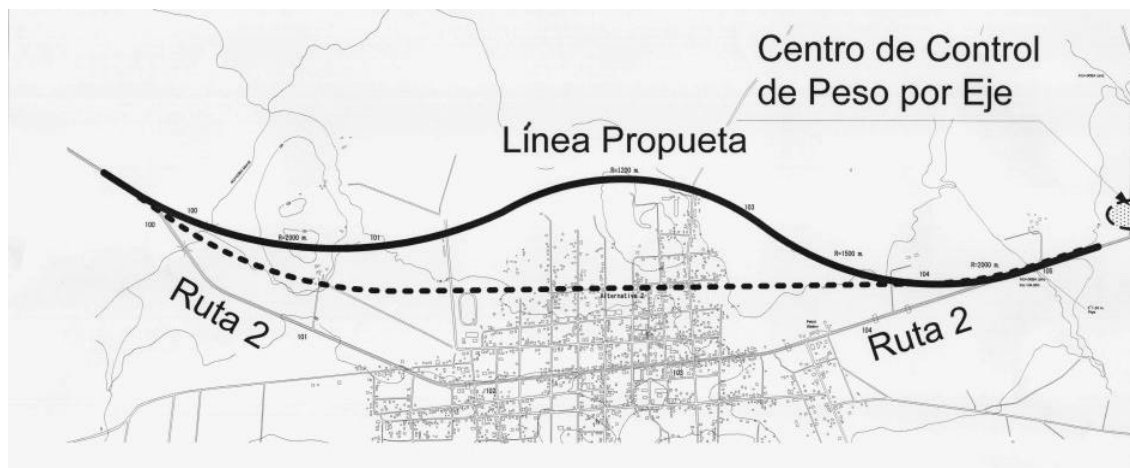 Centro de Control
de Peso por Eje
Línea Propueta
R=1200 m.
100
100
R=2000 m.
101
103
R=1500 m.
104
R=2000 m.
105
Alternativa 2
Ruta 2
101
102
103
104
Ruta 2